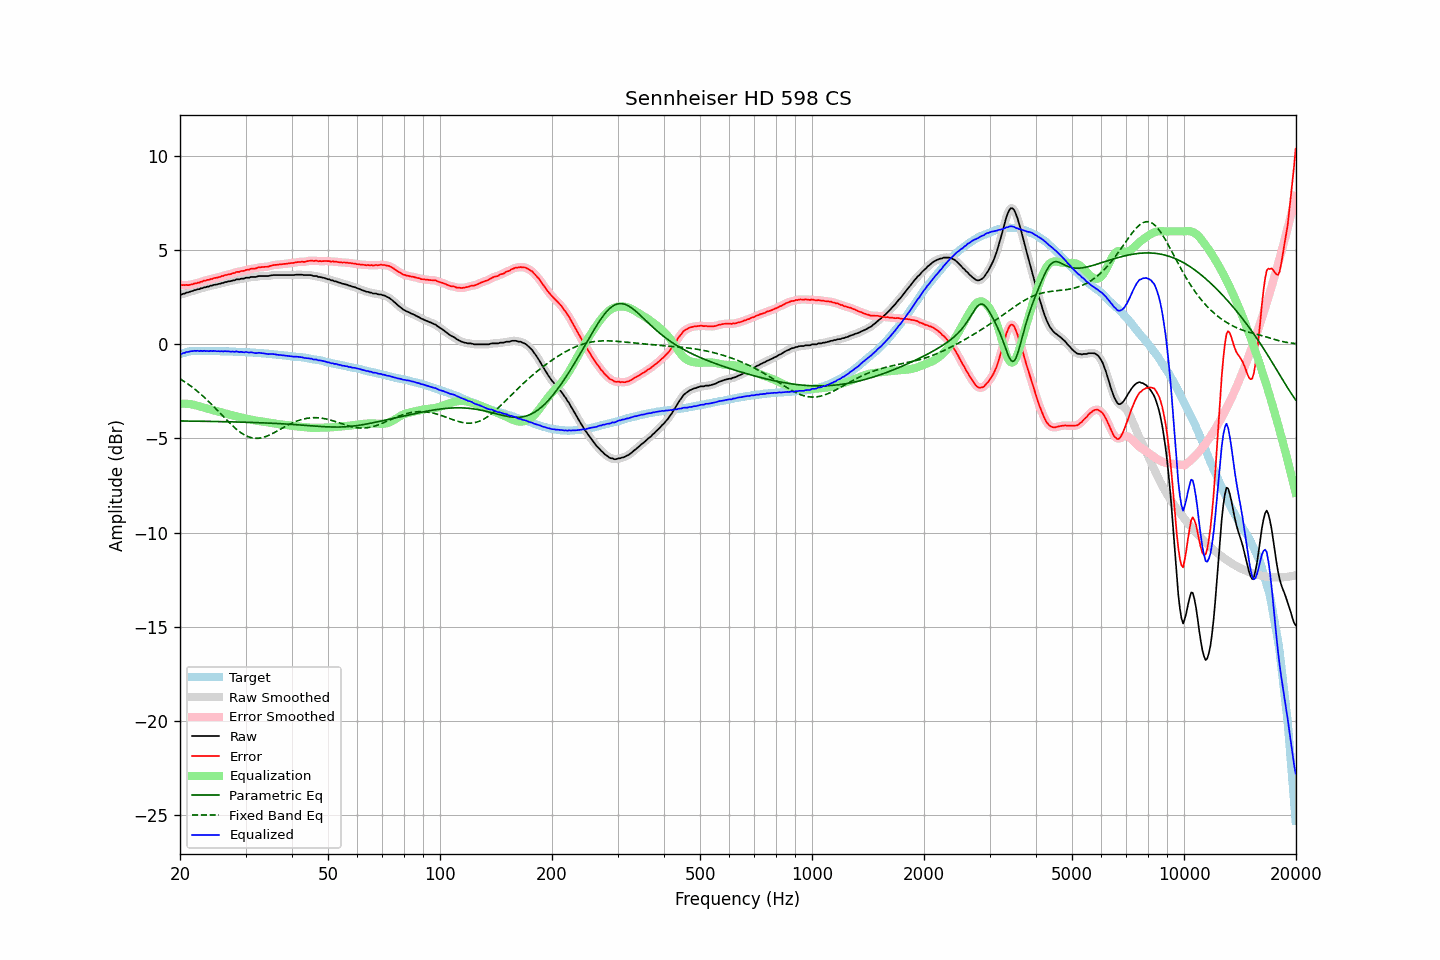 Sennheiser HD 598 CS
Amplitude (dBr)
10
5
0
−5
−10
−15
−20
−25
Target
Raw Smoothed
Error Smoothed
Raw
Error
Equalization
Parametric Eq
Fixed Band Eq
Equalized
20 50 100 200 500 1000 2000 5000 10000 20000
Frequency (Hz)